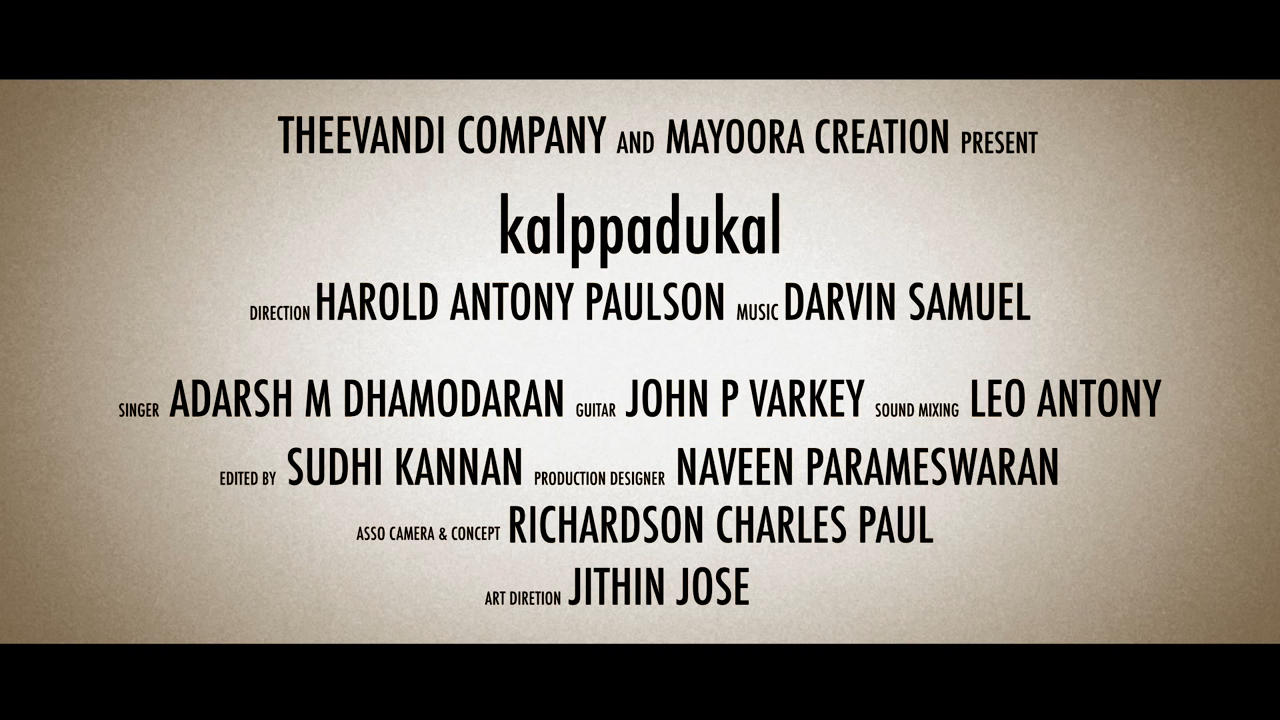 THEEVANDI COMPANY AND MAYOORA CREATION PRESENT
kalppadukal
DIRECTION HAROLD ANTONY PAULSON MUSIC DARVIN SAMUEL
SINGER ADARSH M DHAMODARAN GUITAR JOHN P VARKEY SOUND MIXING LEO ANTONY
EDITED BY SUDHI KANNAN PRODUCTION DESIGNER NAVEEN PARAMESWARAN
ASSO CAMERA & CONCEPT RICHARDSON CHARLES PAUL
ART DIRETION JITHIN JOSE